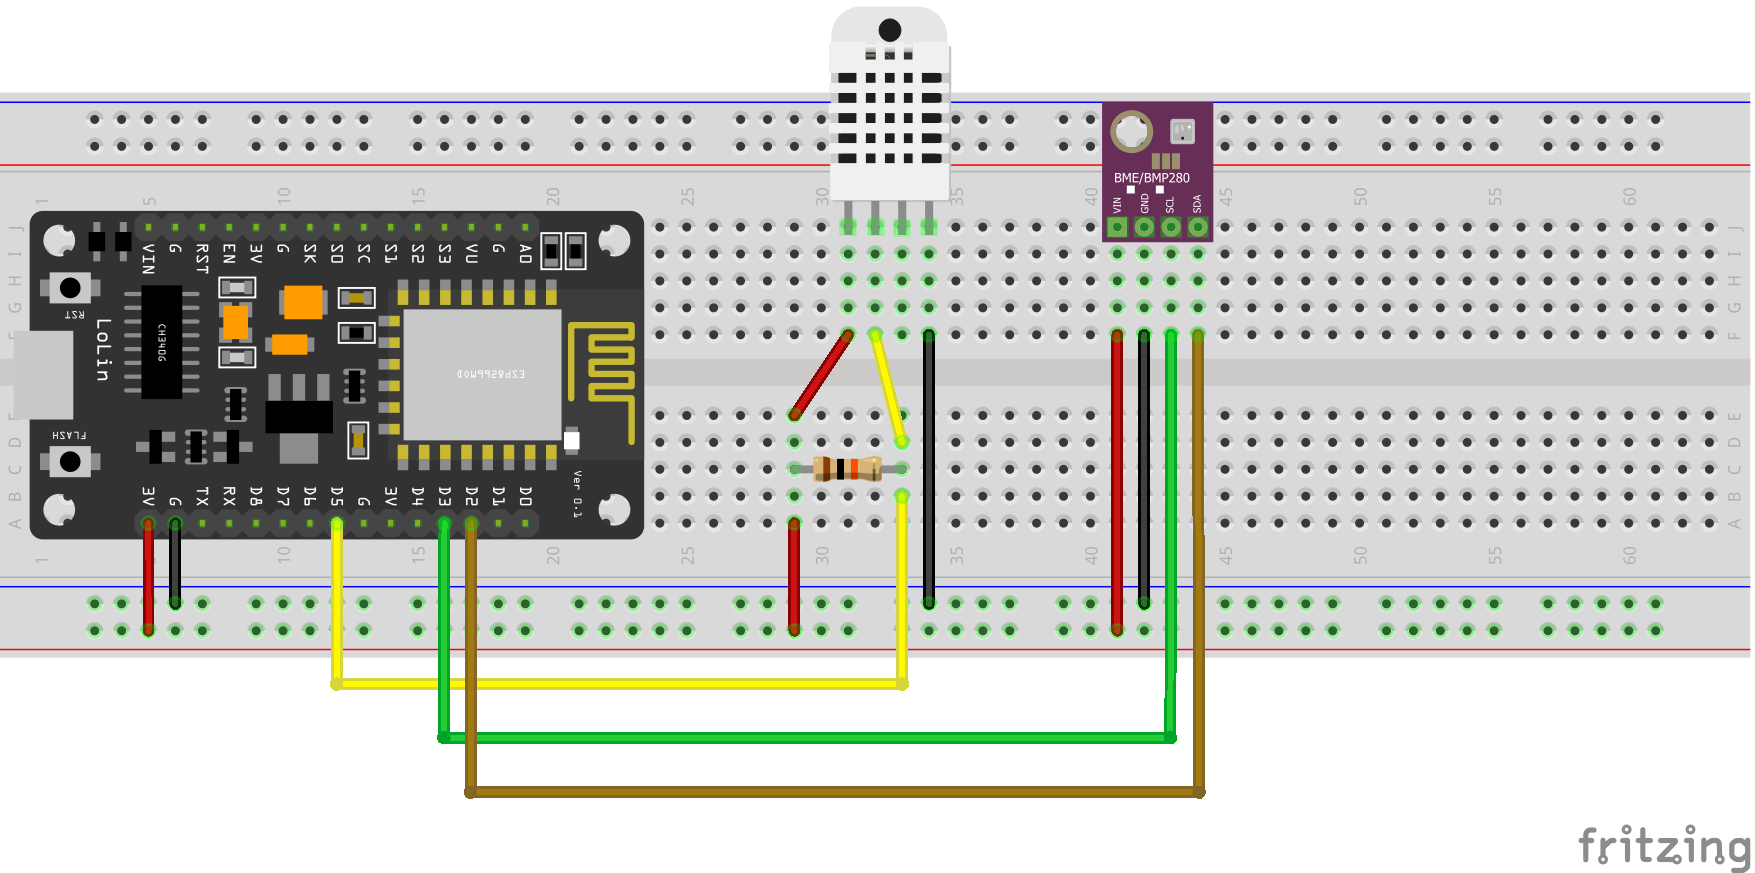 1 5 10 15 20 25 30 35 40 45 50 55 60
J I H G F
J I H G F
VIN G RST EN 3V G SK SO SC S1 S2 S3 VU G AO
RST
LoLin
CH340G
FLASH
3V G TX RX D8 D7 D6 D5 G 3V D4 D3 D2 D1 D0
Ver 0.1
BME/BMP280
VIN GND SCL SDA
E D C B A
E D C B A
1 5 10 15 20 25 30 35 40 45 50 55 60
fritzing